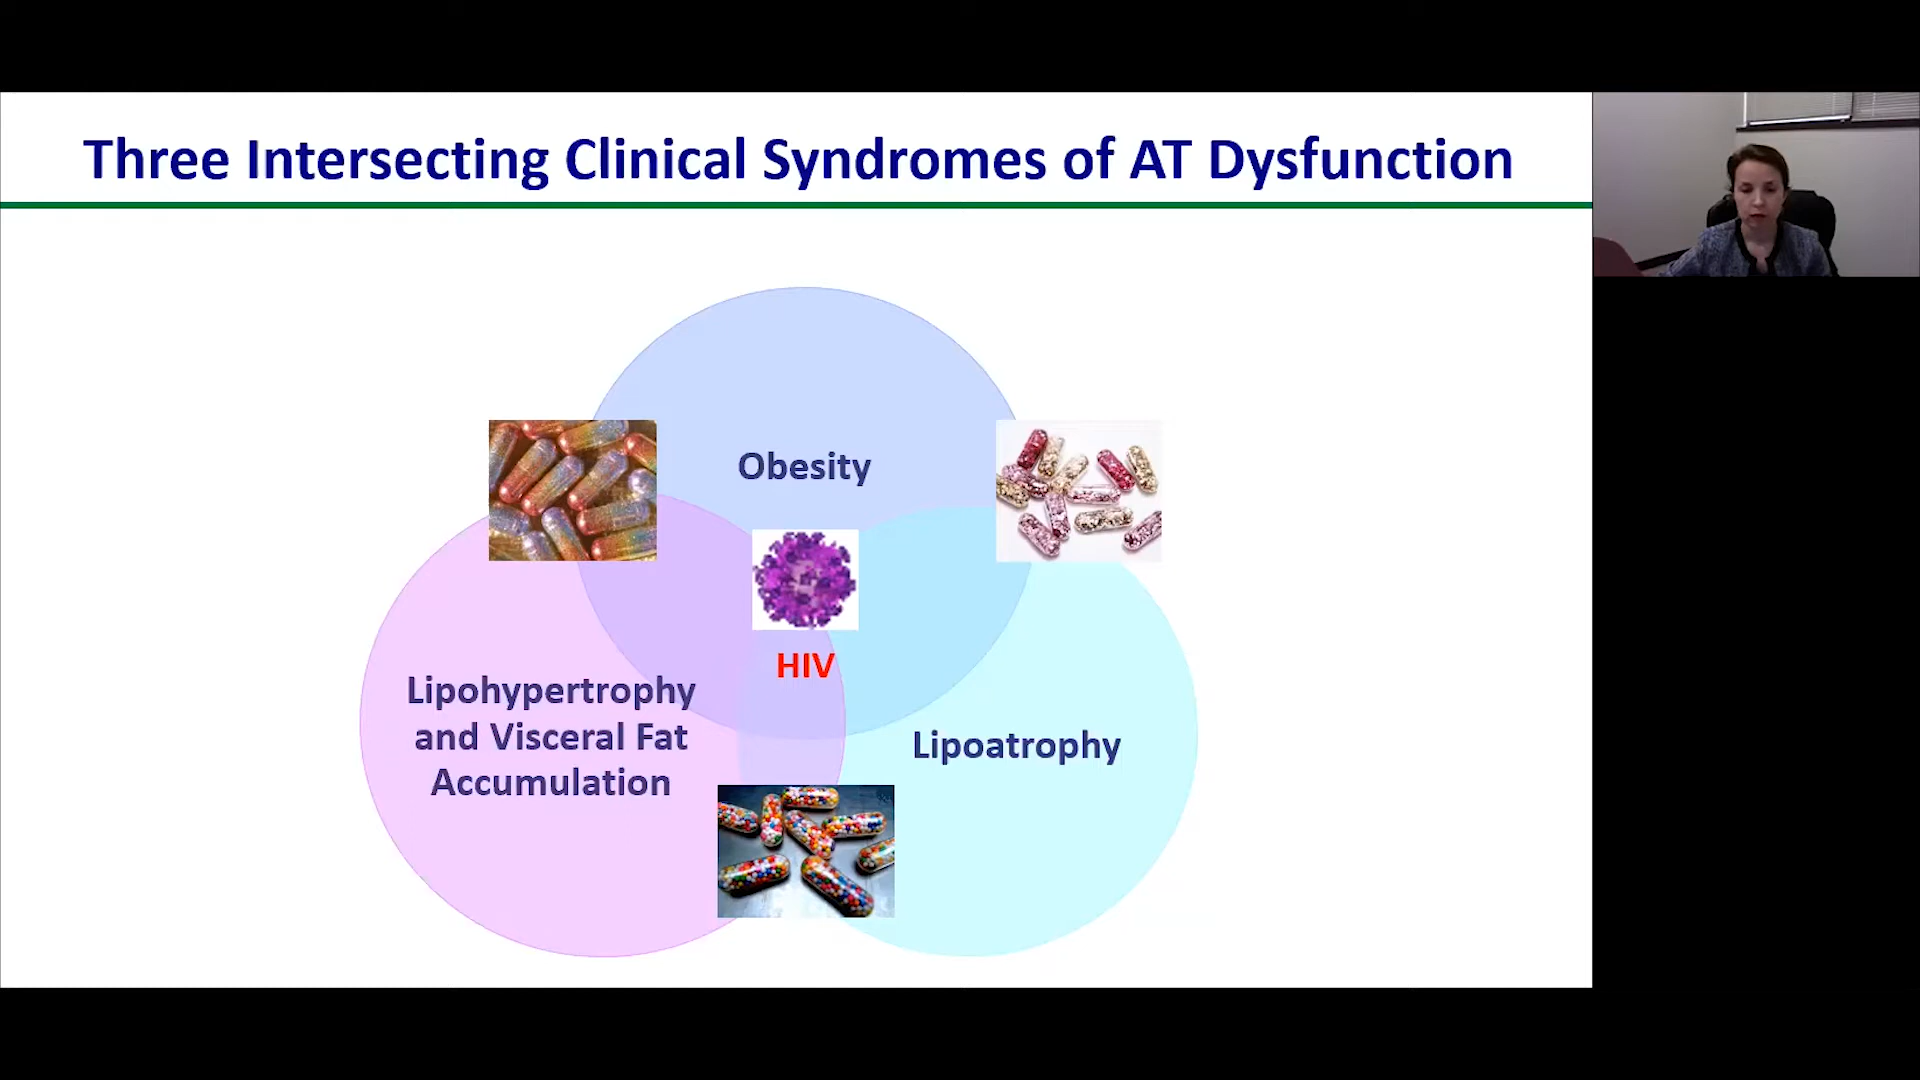 Three Intersecting Clinical Syndromes of AT Dysfunction
Obesity
HIV
Lipohypertrophy
and Visceral Fat
Accumulation
Lipoatrophy